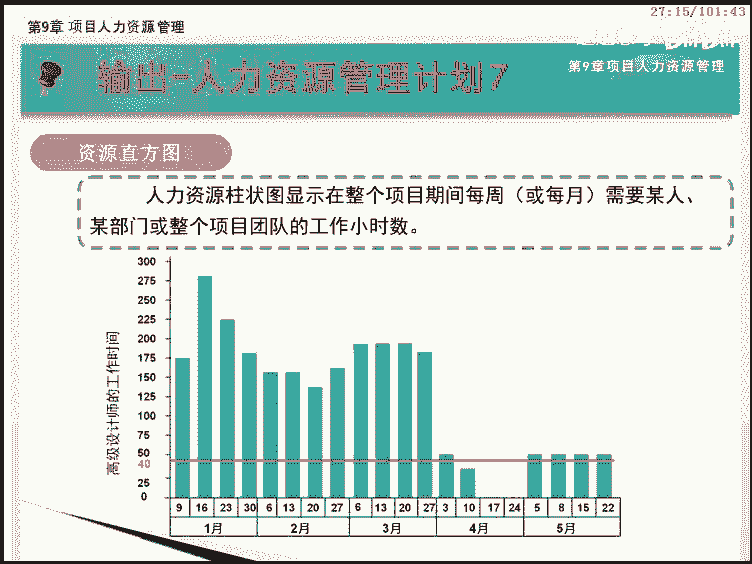 27:15/101:43
第9章 项目人力资源管理
输出-人力资源管理计划7
第9章项目人力资源管理
资源直方图
人力资源柱状图显示在整个项目期间每周（或每月）需要某人、
某部门或整个项目团队的工作小时数。
高级设计师的工作时间
300
275
250
225
200
175
150
125
100
75
50
40
25
0
9 16 23 30 6 13 20 27 6 13 20 27 3 10 17 24 5 8 15 22
1月 2月 3月 4月 5月